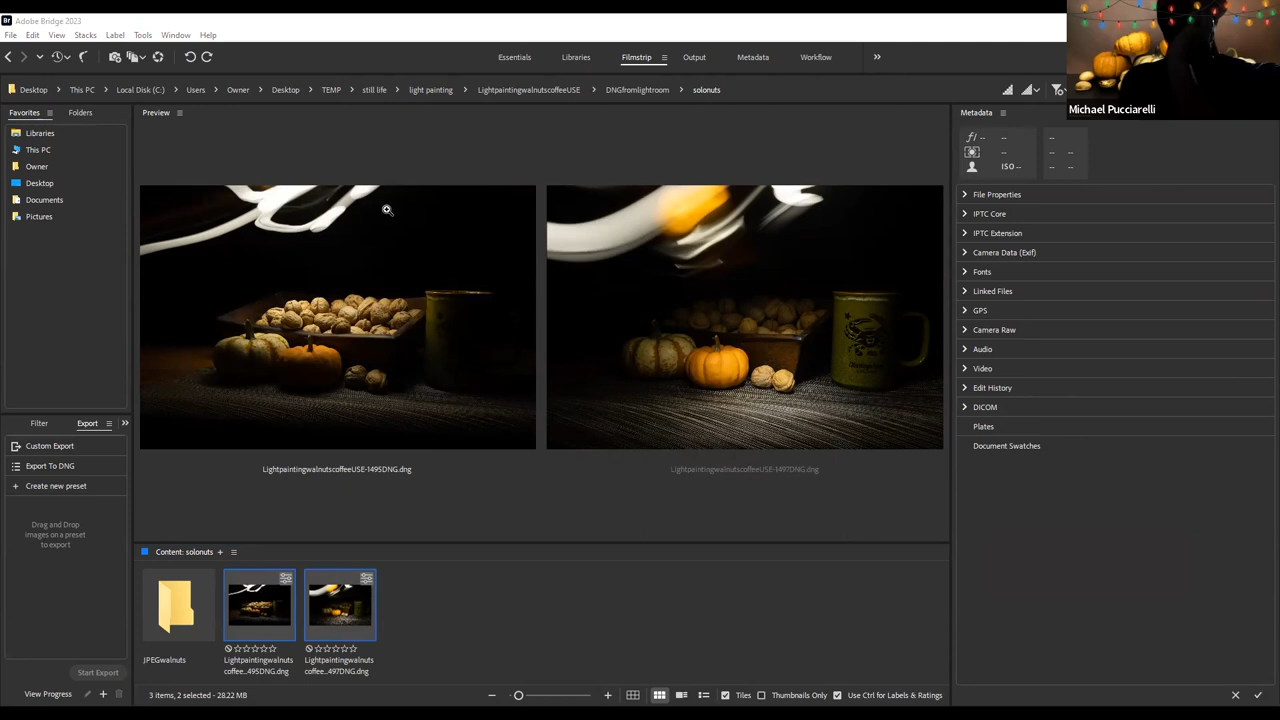 Br Adobe Bridge 2023
File Edit View Stacks Label Tools Window Help
Essentials Libraries Filmstrip Output Metadata Workflow
Desktop This PC Local Disk (C:) Users Owner Desktop TEMP still life light painting LightpaintingwalnutscoffeeUSE DNGfromlightroom solonuts
Michael Pucciarelli
Favorites Folders
Libraries
This PC
Owner
Desktop
Documents
Pictures
Filter Export
Custom Export
Export To DNG
Create new preset
Drag and Drop
images on a preset
to export
Start Export
View Progress
Preview
LightpaintingwalnutscoffeeUSE-1495DNG.dng
LightpaintingwalnutscoffeeUSE-1497DNG.dng
Content: solonuts
JPEGwalnuts
Lightpaintingwalnuts
coffee...495DNG.dng
Lightpaintingwalnuts
coffee...497DNG.dng
3 items, 2 selected - 28.22 MB
Tiles Thumbnails Only Use Ctrl for Labels & Ratings
Metadata
f/ -- -- --
-- -- --
ISO -- -- --
File Properties
IPTC Core
IPTC Extension
Camera Data (Exif)
Fonts
Linked Files
GPS
Camera Raw
Audio
Video
Edit History
DICOM
Plates
Document Swatches